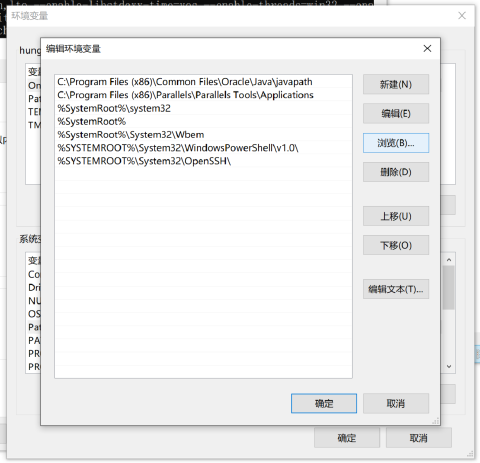 环境变量
hung
变量
On
Pat
TEI
TM
编辑环境变量
C:\Program Files (x86)\Common Files\Oracle\Java\javapath
C:\Program Files (x86)\Parallels\Parallels Tools\Applications
%SystemRoot%\system32
%SystemRoot%
%SystemRoot%\System32\Wbem
%SYSTEMROOT%\System32\WindowsPowerShell\v1.0\
%SYSTEMROOT%\System32\OpenSSH\
新建(N)
编辑(E)
浏览(B)...
删除(D)
上移(U)
下移(O)
编辑文本(T)...
系统变
变量
Co
Dri
NU
OS
Pat
PA
PR
PR
确定
取消
确定
取消